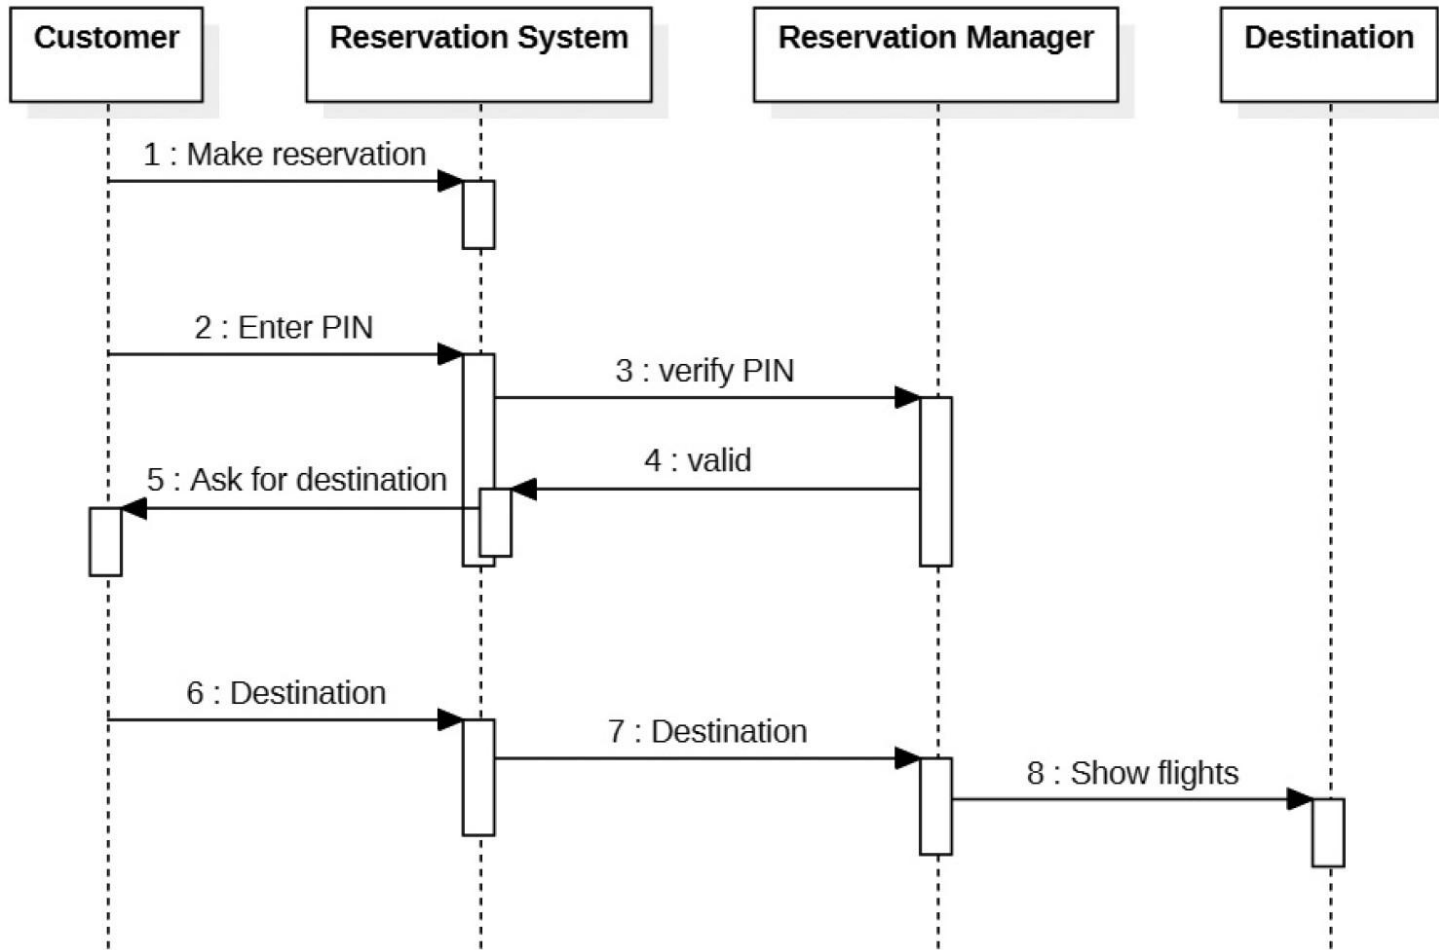 Customer
Reservation System
Reservation Manager
Destination
1 : Make reservation
2 : Enter PIN
3 : verify PIN
4 : valid
5 : Ask for destination
6 : Destination
7 : Destination
8 : Show flights